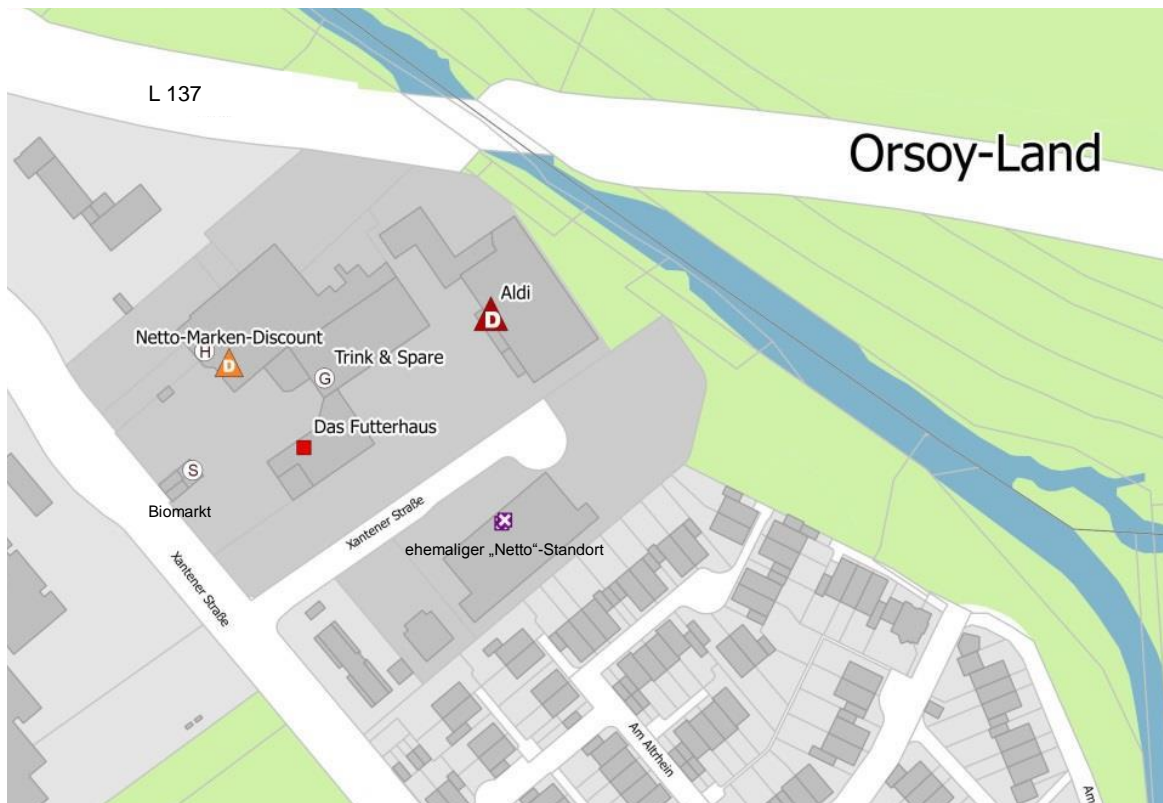 L 137
Orsoy-Land
Aldi
D
Netto-Marken-Discount
H
D
Trink & Spare
G
Das Futterhaus
S
Biomarkt
Xantener Straße
ehemaliger „Netto“-Standort
Xantener Straße
Am Altrhein
Am